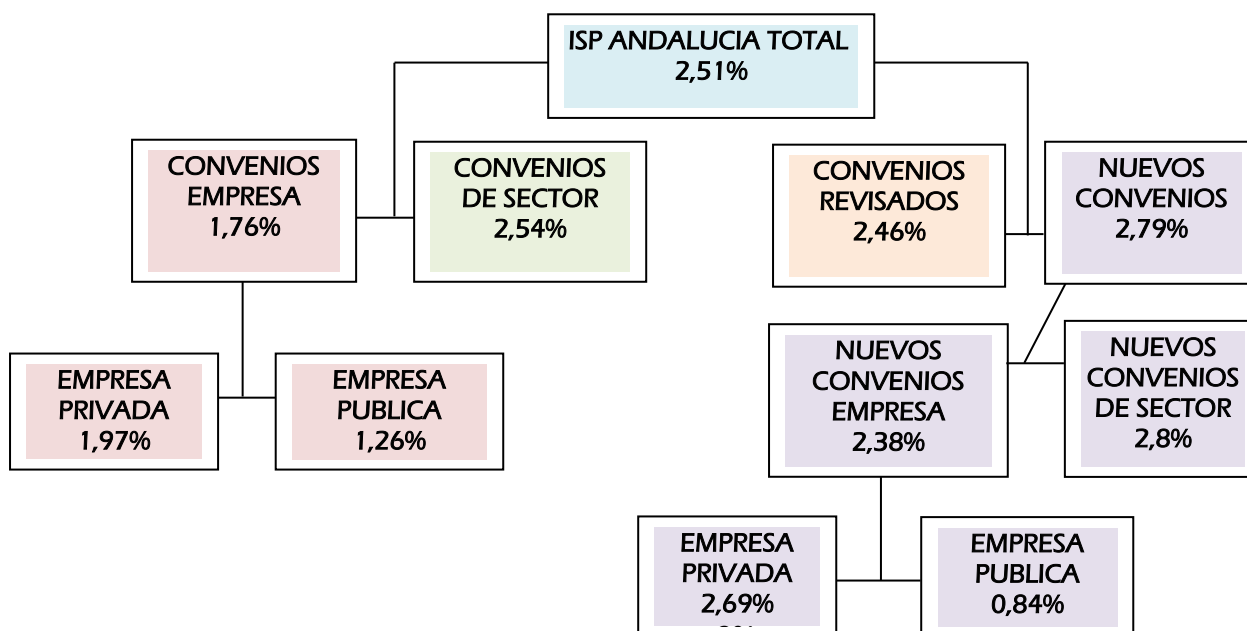 ISP ANDALUCIA TOTAL
2,51%
CONVENIOS
EMPRESA
1,76%
CONVENIOS
DE SECTOR
2,54%
CONVENIOS
REVISADOS
2,46%
NUEVOS
CONVENIOS
2,79%
EMPRESA
PRIVADA
1,97%
EMPRESA
PUBLICA
1,26%
NUEVOS
CONVENIOS
EMPRESA
2,38%
NUEVOS
CONVENIOS
DE SECTOR
2,8%
EMPRESA
PRIVADA
2,69%
EMPRESA
PUBLICA
0,84%